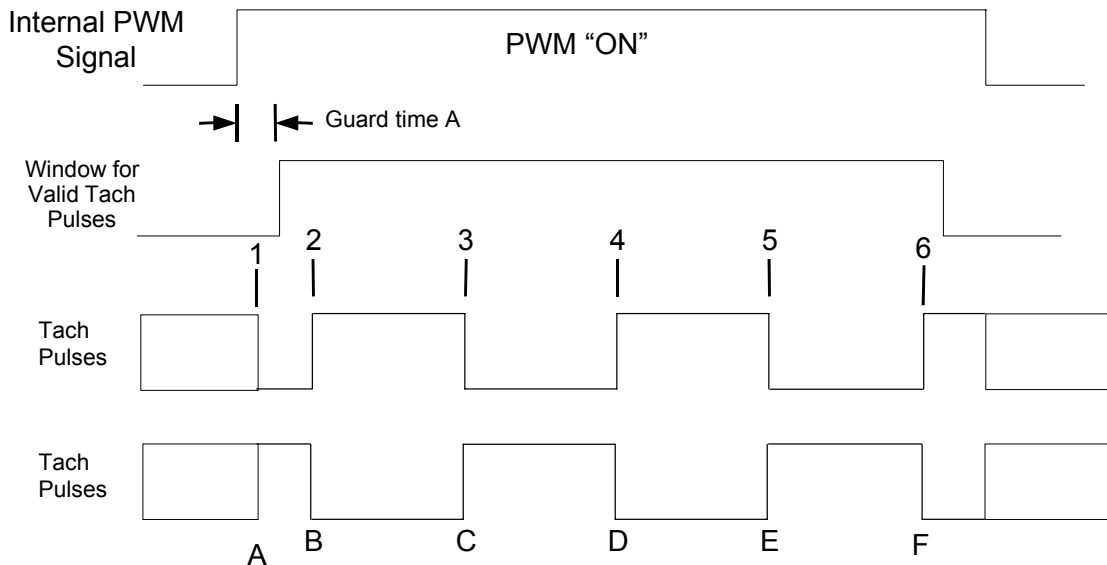 Internal PWM
Signal
PWM “ON”
Guard time A
Window for
Valid Tach
Pulses
1
2
3
4
5
6
Tach
Pulses
Tach
Pulses
A
B
C
D
E
F